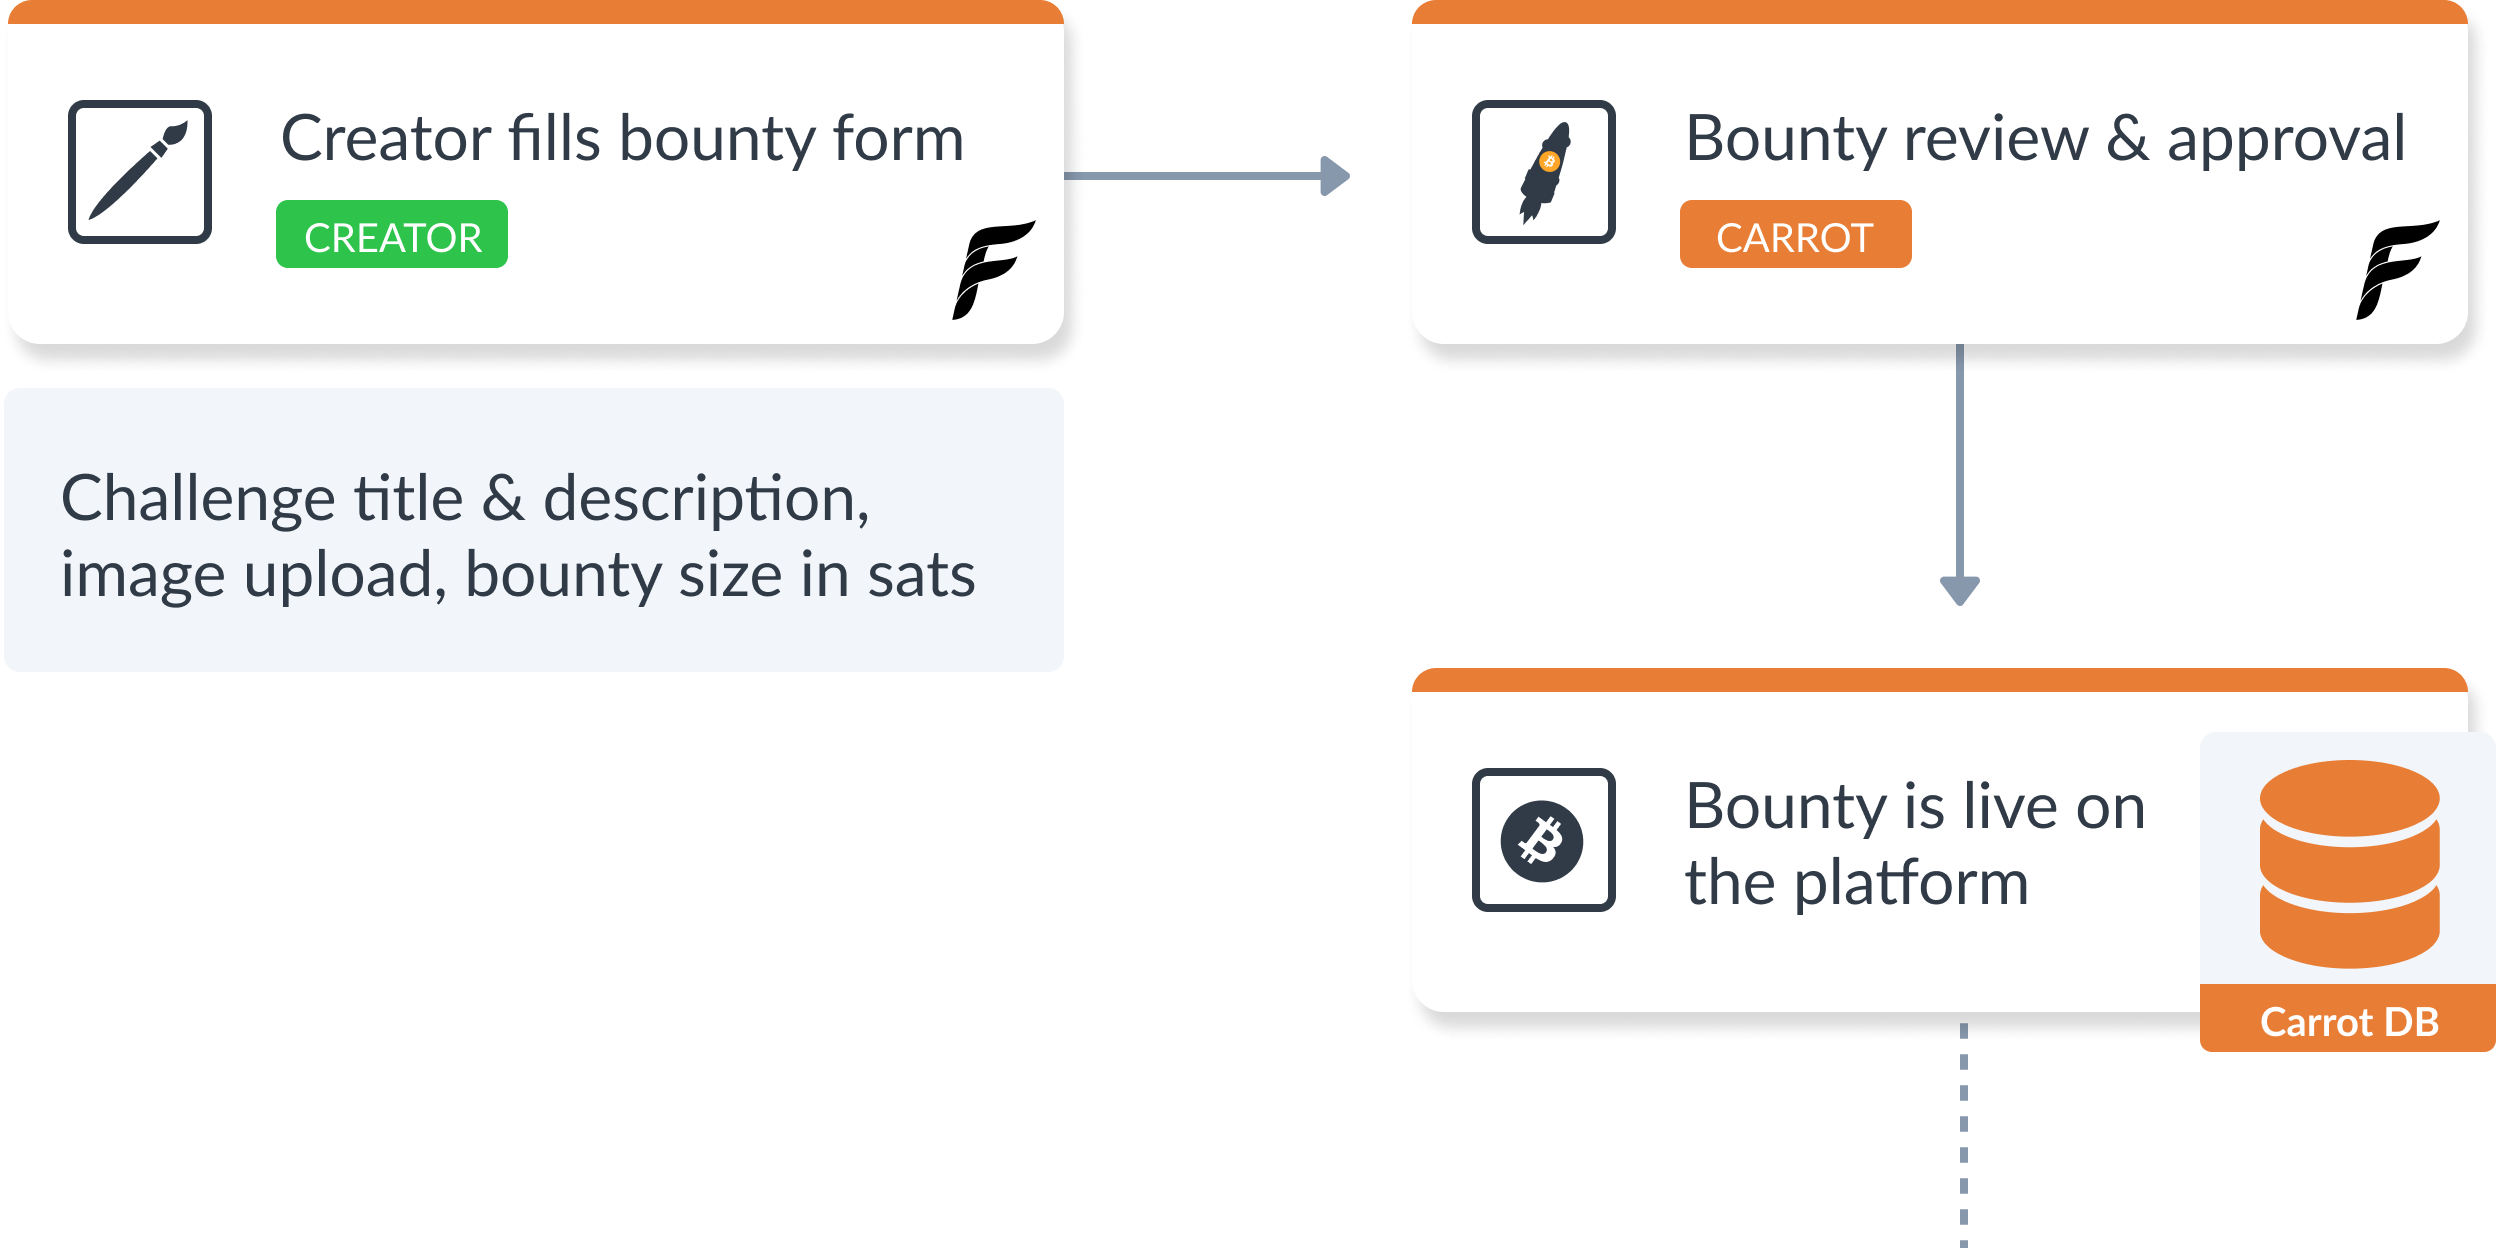 Creator fills bounty form
CREATOR
Bounty review & approval
CARROT
Challenge title & description,
image upload, bounty size in sats
Bounty is live on
the platform
Carrot DB